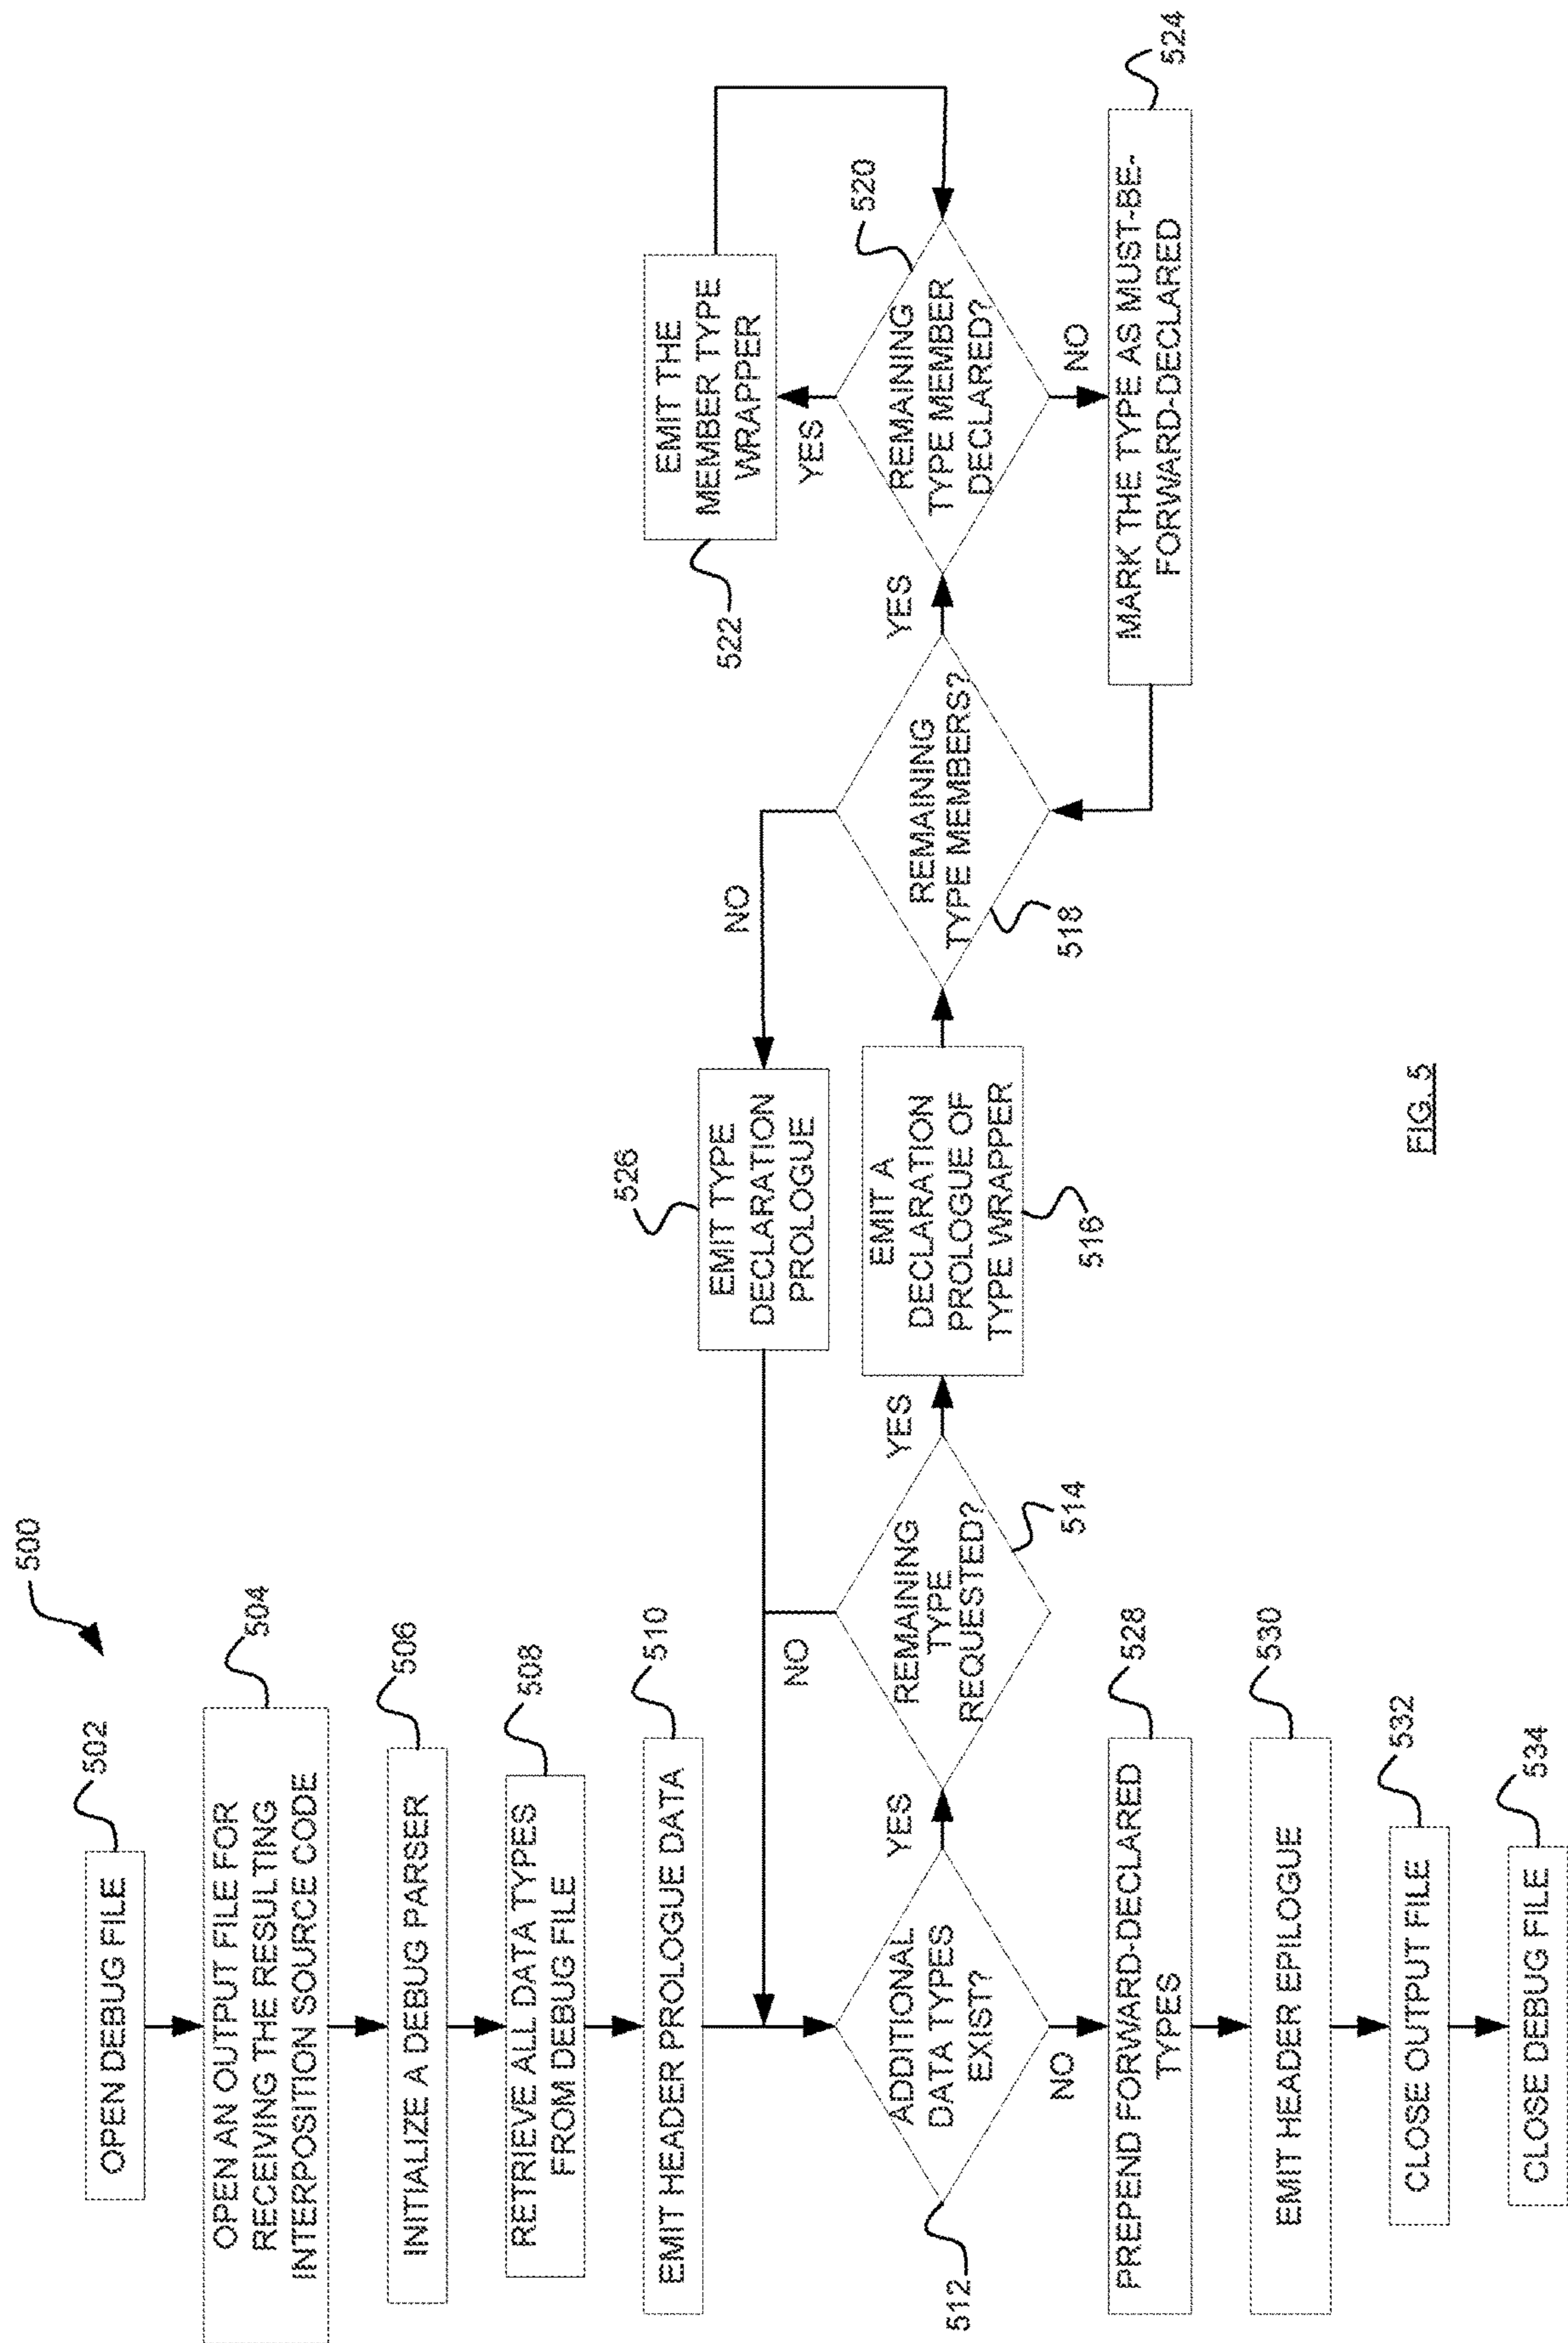 500
OPEN DEBUG FILE
502
OPEN AN OUTPUT FILE FOR
RECEIVING THE RESULTING
INTERPOSITION SOURCE CODE
504
INITIALIZE A DEBUG PARSER
506
RETRIEVE ALL DATA TYPES
FROM DEBUG FILE
508
EMIT HEADER PROLOGUE DATA
510
ADDITIONAL
DATA TYPES
EXIST?
512
YES
NO
REMAINING
TYPE
REQUESTED?
514
NO
YES
EMIT A
DECLARATION
PROLOGUE OF
TYPE WRAPPER
516
REMAINING
TYPE MEMBERS?
518
NO
YES
EMIT TYPE
DECLARATION
PROLOGUE
526
REMAINING
TYPE MEMBER
DECLARED?
520
YES
NO
EMIT THE
MEMBER TYPE
WRAPPER
522
MARK THE TYPE AS MUST-BE-
FORWARD-DECLARED
524
PREPEND FORWARD-DECLARED
TYPES
528
EMIT HEADER EPILOGUE
530
CLOSE OUTPUT FILE
532
CLOSE DEBUG FILE
534
FIG. 5